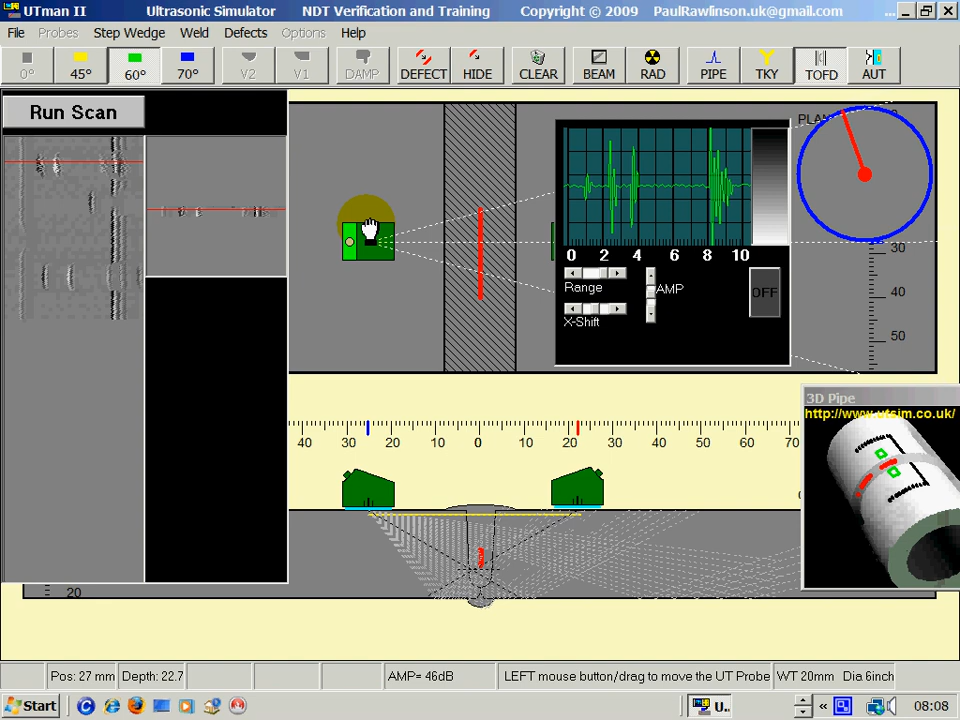 UTman II Ultrasonic Simulator NDT Verification and Training Copyright © 2009 PaulRawlinson.uk@gmail.com ...
File Probes Step Wedge Weld Defects Options Help
0° 45° 60° 70° V2 V1 DAMP DEFECT HIDE CLEAR BEAM RAD PIPE TKY TOFD AUT
Run Scan
PLAN
0 2 4 6 8 10
Range
AMP
OFF
X-Shift
30
40
50
3D Pipe
http://www.utsim.co.uk/
40 30 20 10 0 10 20 30 40 50 60 70
20
Pos: 27 mm Depth: 22.7 AMP= 46dB LEFT mouse button/drag to move the UT Probe WT 20mm Dia6inch
Start « U.. 08:08